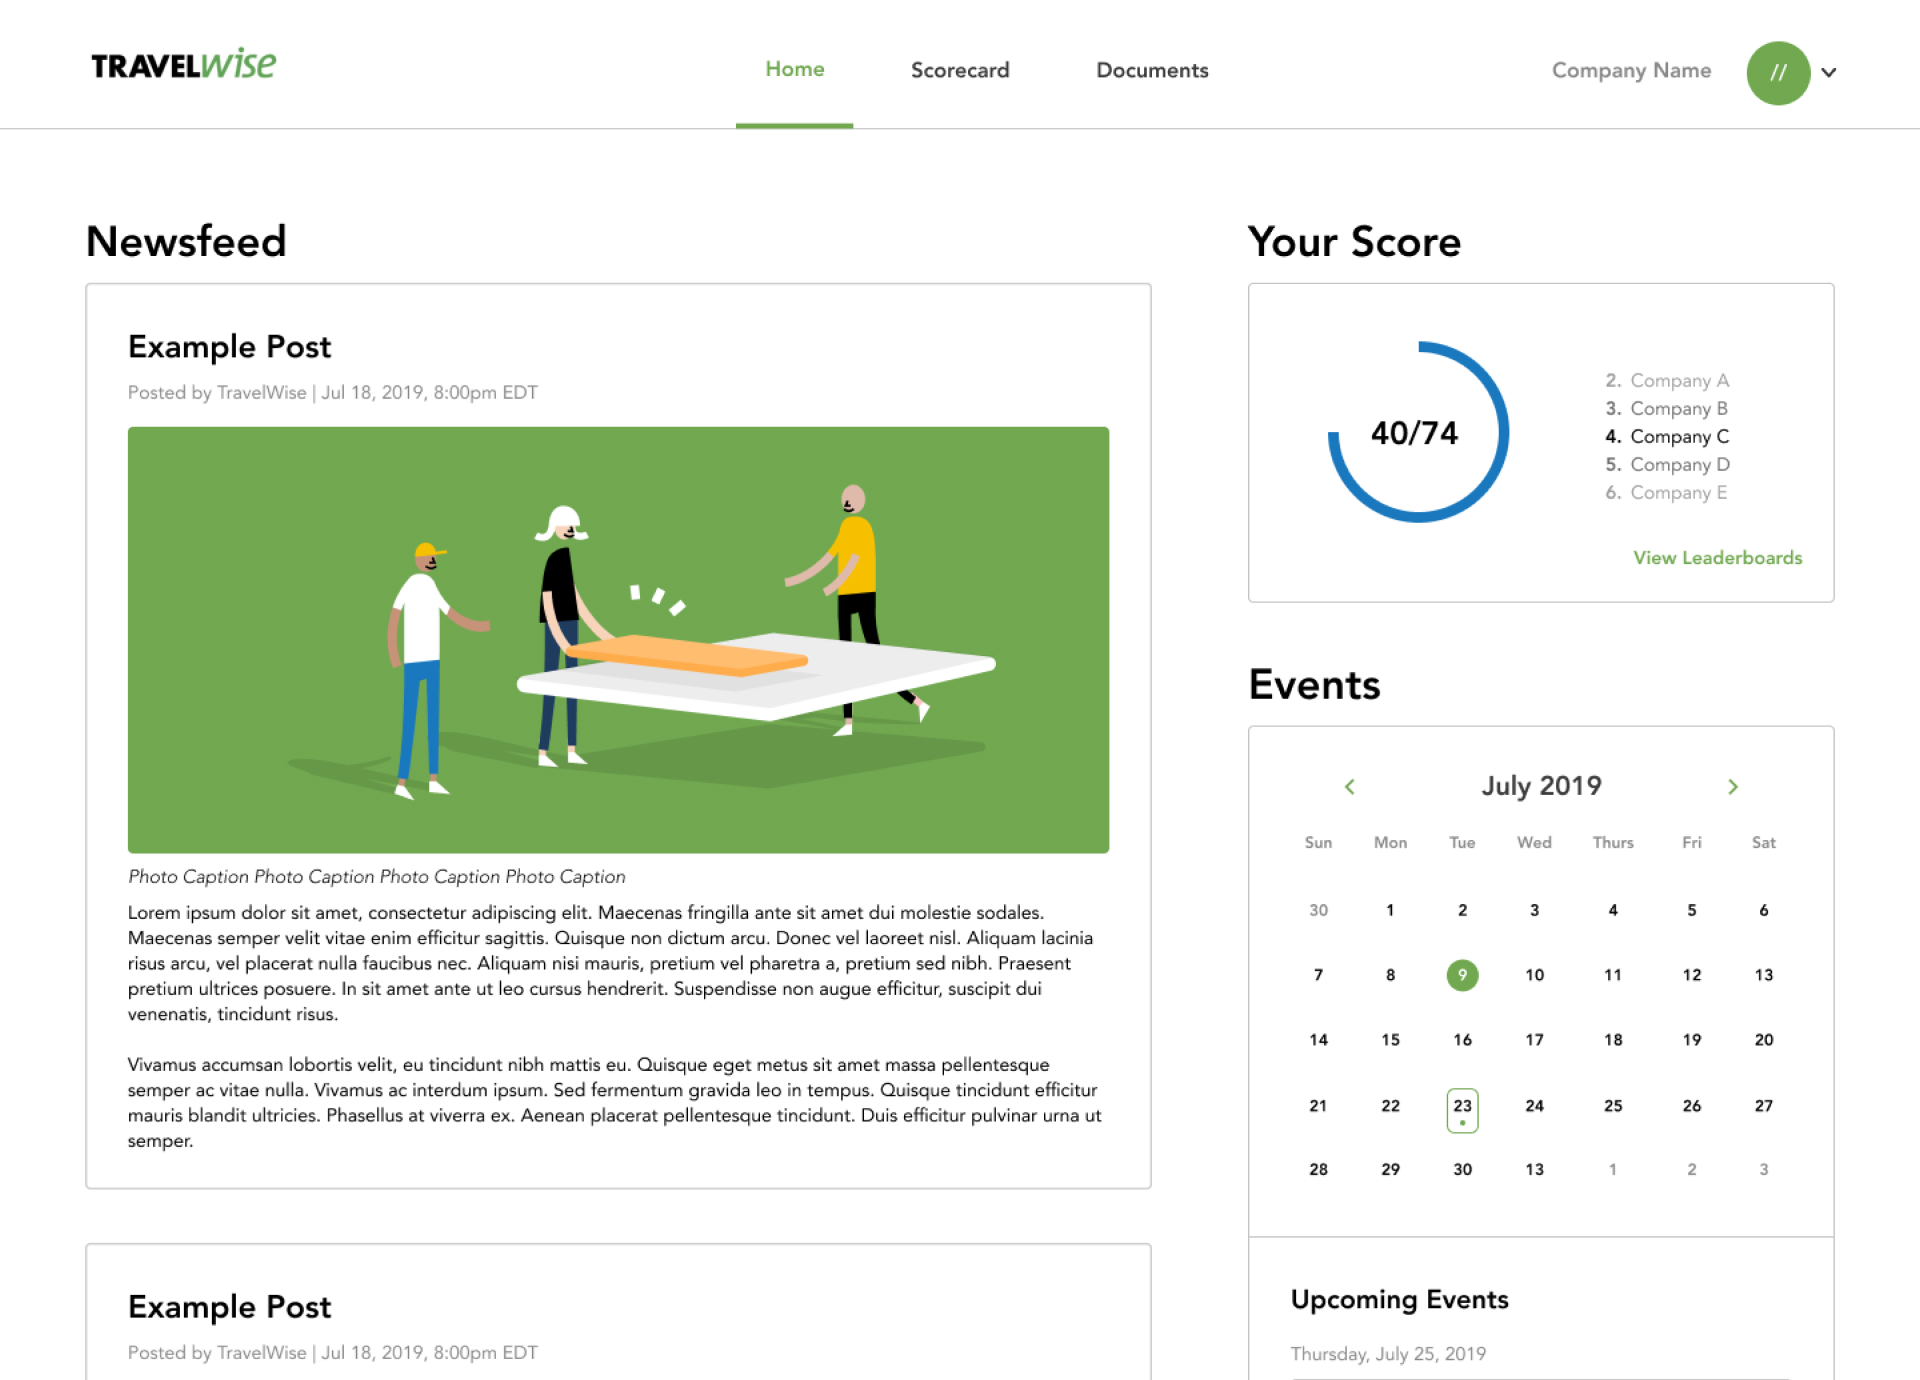 TRAVELwise
Home
Scorecard
Documents
Company Name
//
Newsfeed
Example Post
Posted by TravelWise | Jul 18, 2019, 8:00pm EDT
Photo Caption Photo Caption Photo Caption Photo Caption
Lorem ipsum dolor sit amet, consectetur adipiscing elit. Maecenas fringilla ante sit amet dui molestie sodales.
Maecenas semper velit vitae enim efficitur sagittis. Quisque non dictum arcu. Donec vel laoreet nisl. Aliquam lacinia
risus arcu, vel placerat nulla faucibus nec. Aliquam nisi mauris, pretium vel pharetra a, pretium sed nibh. Praesent
pretium ultrices posuere. In sit amet ante ut leo cursus hendrerit. Suspendisse non augue efficitur, suscipit dui
venenatis, tincidunt risus.
Vivamus accumsan lobortis velit, eu tincidunt nibh mattis eu. Quisque eget metus sit amet massa pellentesque
semper ac vitae nulla. Vivamus ac interdum ipsum. Sed fermentum gravida leo in tempus. Quisque tincidunt efficitur
mauris blandit ultricies. Phasellus at viverra ex. Aenean placerat pellentesque tincidunt. Duis efficitur pulvinar urna ut
semper.
Example Post
Posted by TravelWise | Jul 18, 2019, 8:00pm EDT
Your Score
40/74
2. Company A
3. Company B
4. Company C
5. Company D
6. Company E
View Leaderboards
Events
July 2019
Sun Mon Tue Wed Thurs Fri Sat
30 1 2 3 4 5 6
7 8 9 10 11 12 13
14 15 16 17 18 19 20
21 22 23 24 25 26 27
28 29 30 13 1 2 3
Upcoming Events
Thursday, July 25, 2019